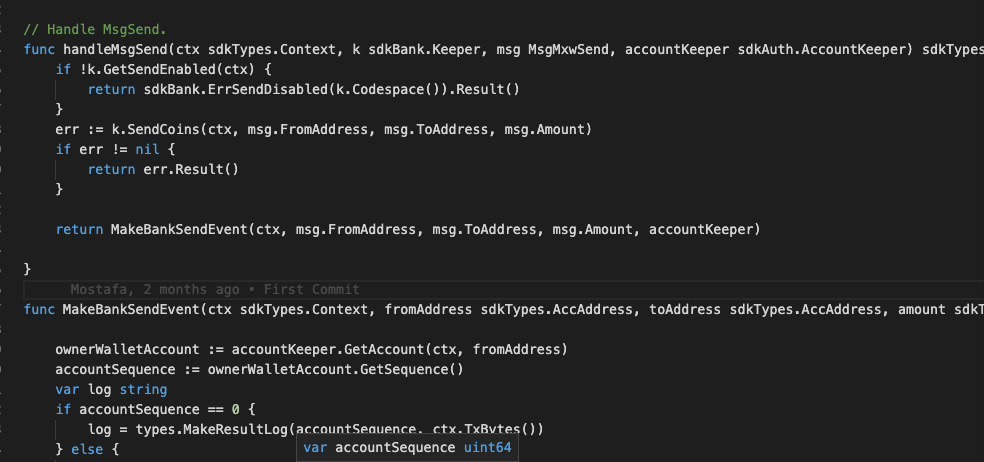 // Handle MsgSend.
func handleMsgSend(ctx sdkTypes.Context, k sdkBank.Keeper, msg MsgMxwSend, accountKeeper sdkAuth.AccountKeeper) sdkTypes
if !k.GetSendEnabled(ctx) {
return sdkBank.ErrSendDisabled(k.Codespace()).Result()
}
err := k.SendCoins(ctx, msg.FromAddress, msg.ToAddress, msg.Amount)
if err != nil {
return err.Result()
}
return MakeBankSendEvent(ctx, msg.FromAddress, msg.ToAddress, msg.Amount, accountKeeper)
}
Mostafa, 2 months ago • First Commit
func MakeBankSendEvent(ctx sdkTypes.Context, fromAddress sdkTypes.AccAddress, toAddress sdkTypes.AccAddress, amount sdkT
ownerWalletAccount := accountKeeper.GetAccount(ctx, fromAddress)
accountSequence := ownerWalletAccount.GetSequence()
var log string
if accountSequence == 0 {
log = types.MakeResultLog(accountSequence, ctx.TxBytes())
} else {
var accountSequence uint64